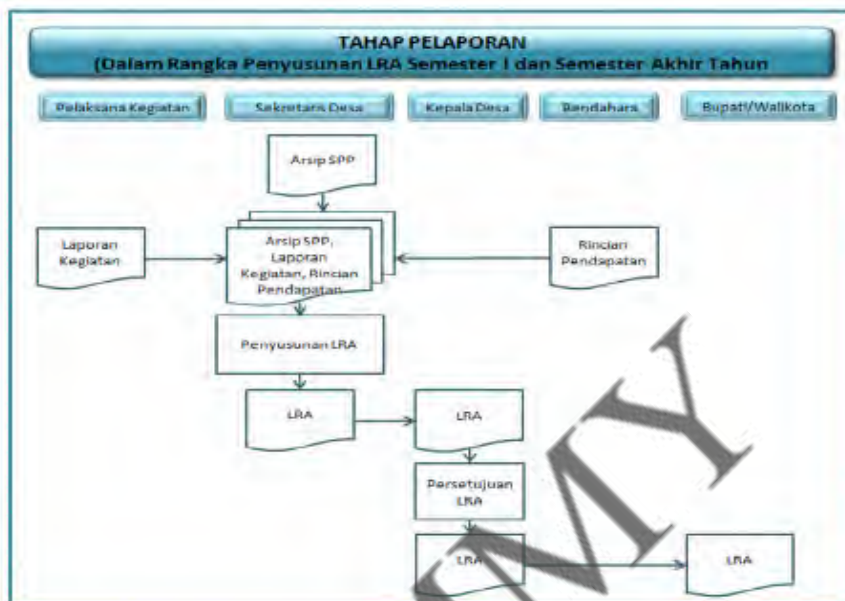 TAHAP PELAPORAN
(Dalam Rangka Penyusunan LRA Semester I dan Semester Akhir Tahun
Pelaksana Kegiatan
Sekretaris Desa
Kepala Desa
Bendahara
Bupati/Walikota
Arsip SPP
Laporan
Kegiatan
Arsip SPP,
Laporan
Kegiatan, Rincian
Pendapatan
Rincian
Pendapatan
Penyusunan LRA
LRA
LRA
Persetujuan
LRA
LRA
LRA